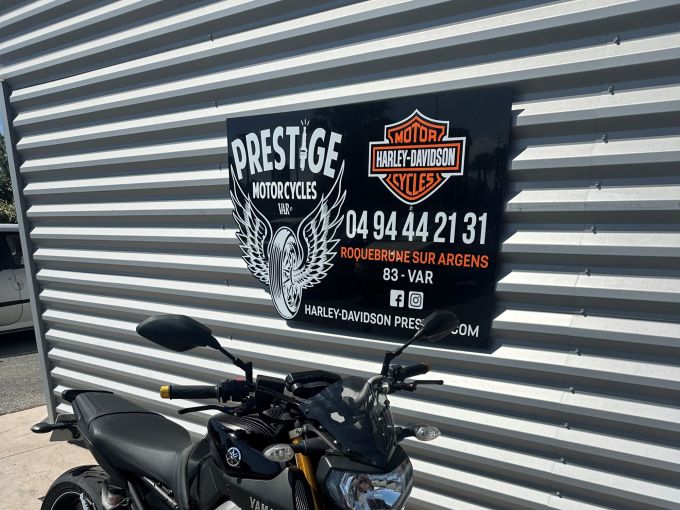 PRESTIGE
MOTORCYCLES
VAR
MOTOR
HARLEY-DAVIDSON
CYCLES
04 94 44 21 31
ROQUEBRUNE SUR ARGENS
83 - VAR
HARLEY-DAVIDSON PRES .COM
YAMA